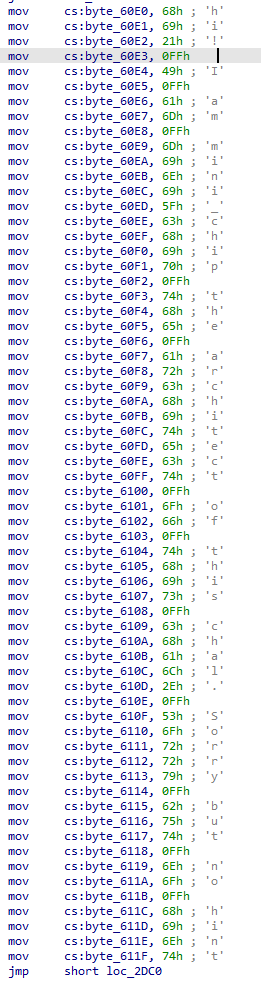 mov cs:byte_60E0, 68h ; 'h'
mov cs:byte_60E1, 69h ; 'i'
mov cs:byte_60E2, 21h ; '!'
mov cs:byte_60E3, 0FFh
mov cs:byte_60E4, 49h ; 'I'
mov cs:byte_60E5, 0FFh
mov cs:byte_60E6, 61h ; 'a'
mov cs:byte_60E7, 6Dh ; 'm'
mov cs:byte_60E8, 0FFh
mov cs:byte_60E9, 6Dh ; 'm'
mov cs:byte_60EA, 69h ; 'i'
mov cs:byte_60EB, 6Eh ; 'n'
mov cs:byte_60EC, 69h ; 'i'
mov cs:byte_60ED, 5Fh ; '_'
mov cs:byte_60EE, 63h ; 'c'
mov cs:byte_60EF, 68h ; 'h'
mov cs:byte_60F0, 69h ; 'i'
mov cs:byte_60F1, 70h ; 'p'
mov cs:byte_60F2, 0FFh
mov cs:byte_60F3, 74h ; 't'
mov cs:byte_60F4, 68h ; 'h'
mov cs:byte_60F5, 65h ; 'e'
mov cs:byte_60F6, 0FFh
mov cs:byte_60F7, 61h ; 'a'
mov cs:byte_60F8, 72h ; 'r'
mov cs:byte_60F9, 63h ; 'c'
mov cs:byte_60FA, 68h ; 'h'
mov cs:byte_60FB, 69h ; 'i'
mov cs:byte_60FC, 74h ; 't'
mov cs:byte_60FD, 65h ; 'e'
mov cs:byte_60FE, 63h ; 'c'
mov cs:byte_60FF, 74h ; 't'
mov cs:byte_6100, 0FFh
mov cs:byte_6101, 6Fh ; 'o'
mov cs:byte_6102, 66h ; 'f'
mov cs:byte_6103, 0FFh
mov cs:byte_6104, 74h ; 't'
mov cs:byte_6105, 68h ; 'h'
mov cs:byte_6106, 69h ; 'i'
mov cs:byte_6107, 73h ; 's'
mov cs:byte_6108, 0FFh
mov cs:byte_6109, 63h ; 'c'
mov cs:byte_610A, 68h ; 'h'
mov cs:byte_610B, 61h ; 'a'
mov cs:byte_610C, 6Ch ; 'l'
mov cs:byte_610D, 2Eh ; '.'
mov cs:byte_610E, 0FFh
mov cs:byte_610F, 53h ; 'S'
mov cs:byte_6110, 6Fh ; 'o'
mov cs:byte_6111, 72h ; 'r'
mov cs:byte_6112, 72h ; 'r'
mov cs:byte_6113, 79h ; 'y'
mov cs:byte_6114, 0FFh
mov cs:byte_6115, 62h ; 'b'
mov cs:byte_6116, 75h ; 'u'
mov cs:byte_6117, 74h ; 't'
mov cs:byte_6118, 0FFh
mov cs:byte_6119, 6Eh ; 'n'
mov cs:byte_611A, 6Fh ; 'o'
mov cs:byte_611B, 0FFh
mov cs:byte_611C, 68h ; 'h'
mov cs:byte_611D, 69h ; 'i'
mov cs:byte_611E, 6Eh ; 'n'
mov cs:byte_611F, 74h ; 't'
jmp short loc_2DC0